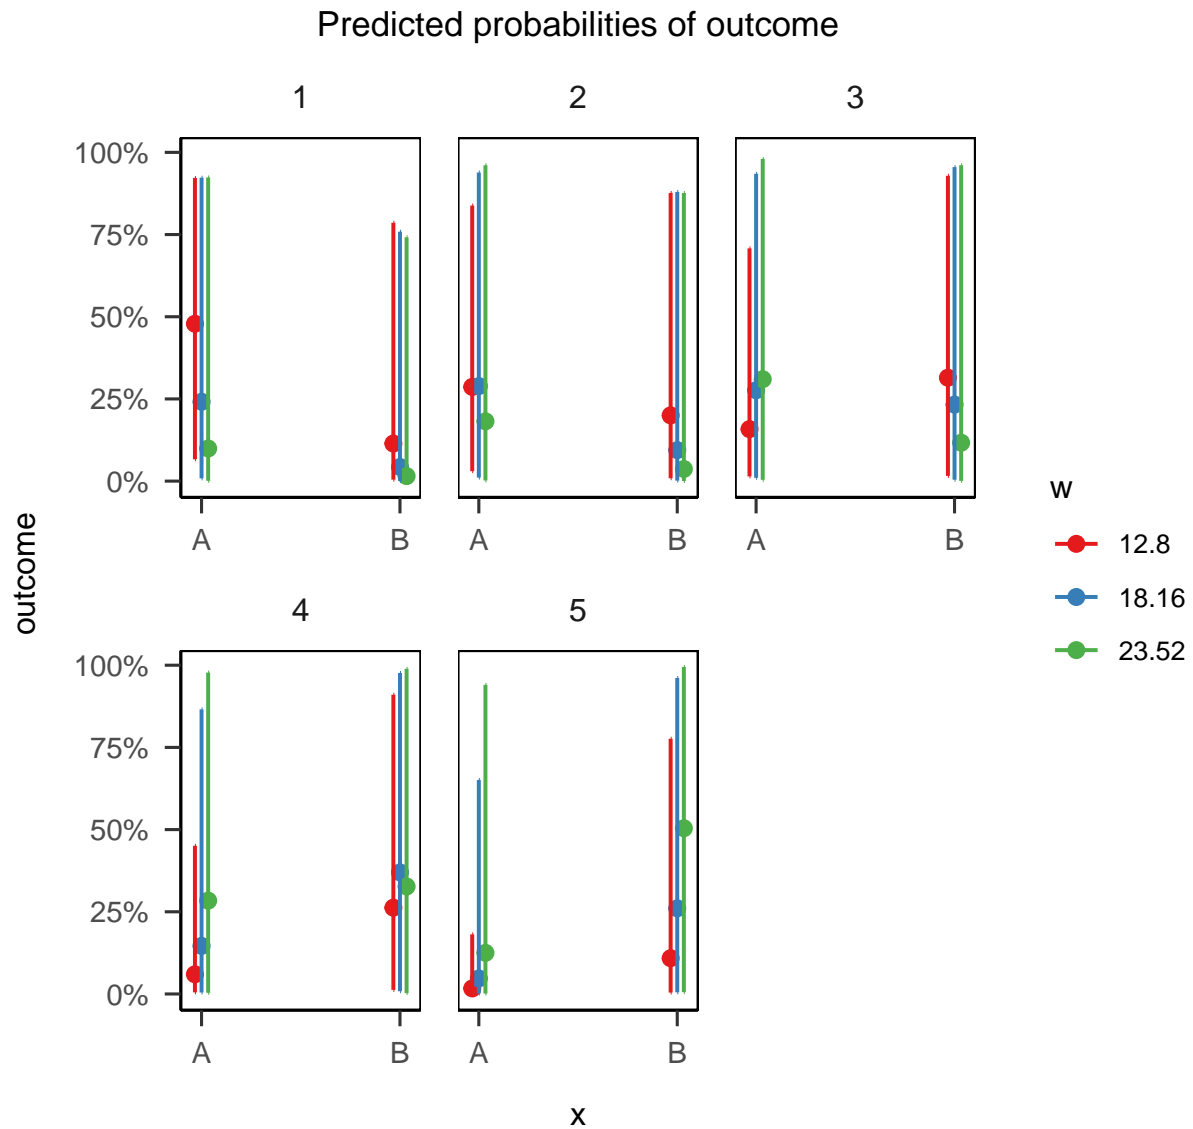 Predicted probabilities of outcome
1
2
3
100%
75%
50%
25%
0%
A
B
A
B
A
B
outcome
w
12.8
18.16
23.52
4
5
100%
75%
50%
25%
0%
A
B
A
B
x